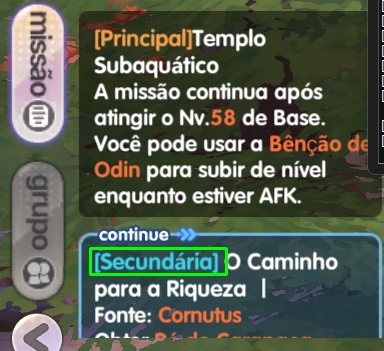 missão
grupo
[Principal]Templo
Subaquático
A missão continua após
atingir o Nv.58 de Base.
Você pode usar a Bênção de
Odin para subir de nível
enquanto estiver AFK.
continue
[Secundária] O Caminho
para a Riqueza |
Fonte: Cornutus